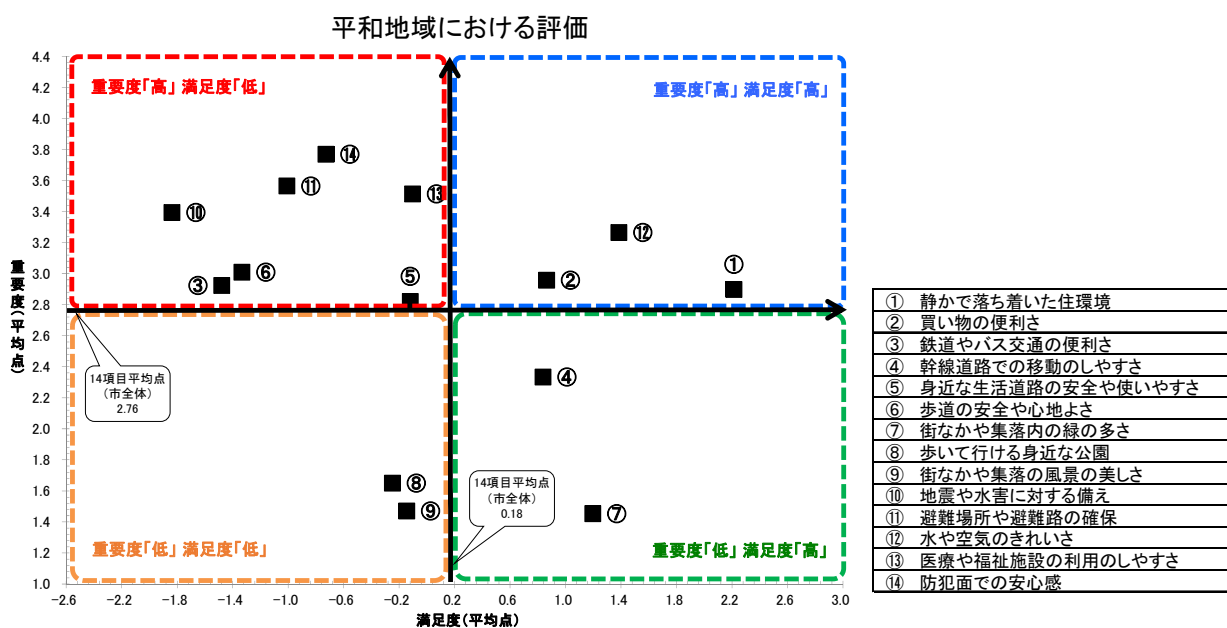 平和地域における評価
重要度(平均点)
4.4
4.2
4.0
3.8
3.6
3.4
3.2
3.0
2.8
2.6
2.4
2.2
2.0
1.8
1.6
1.4
1.2
1.0
重要度「高」 満足度「低」
重要度「高」 満足度「高」
⑭
⑪
⑬
⑩
⑫
⑥
③
⑤
②
①
14項目平均点
(市全体)
2.76
④
⑧
⑨
14項目平均点
(市全体)
0.18
⑦
重要度「低」 満足度「低」
重要度「低」 満足度「高」
-2.6 -2.2 -1.8 -1.4 -1.0 -0.6 -0.2 0.2 0.6 1.0 1.4 1.8 2.2 2.6 3.0
満足度(平均点)
① 静かで落ち着いた住環境
② 買い物の便利さ
③ 鉄道やバス交通の便利さ
④ 幹線道路での移動のしやすさ
⑤ 身近な生活道路の安全や使いやすさ
⑥ 歩道の安全や心地よさ
⑦ 街なかや集落内の緑の多さ
⑧ 歩いて行ける身近な公園
⑨ 街なかや集落の風景の美しさ
⑩ 地震や水害に対する備え
⑪ 避難場所や避難路の確保
⑫ 水や空気のきれいさ
⑬ 医療や福祉施設の利用のしやすさ
⑭ 防犯面での安心感